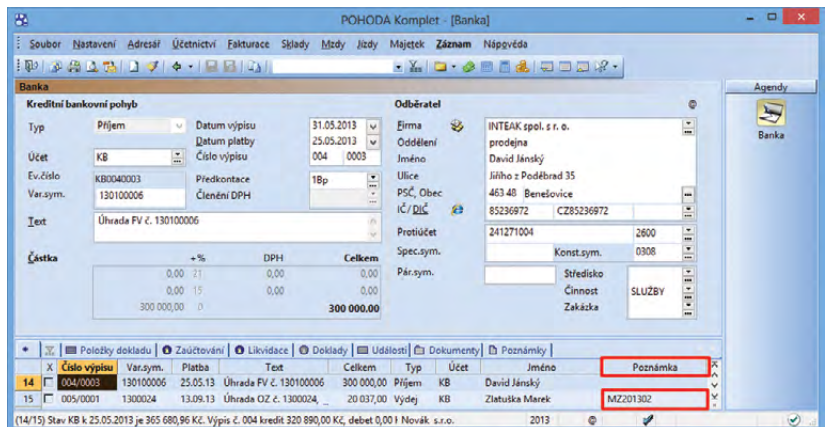 POHODA Komplet - [Banka]
Soubor Nastavení Adresář Účetnictví Fakturace Sklady Mzdy Jízdy Majetek Záznam Nápověda
Agendy
Banka
Banka
Kreditní bankovní pohyb
Typ Příjem Datum výpisu 31.05.2013
Datum platby 25.05.2013
Účet KB Číslo výpisu 004 0003
Ev.číslo KB0040003 Předkontace 1Bp
Var.sym. 130100006 Členění DPH
Text Úhrada FV č. 130100006
Částka +% DPH Celkem
0,00 21 0,00 0,00
0,00 15 0,00 0,00
300 000,00 0 300 000.00
Odběratel
Firma INTEAK spol. s r. o.
Oddělení prodejna
Jméno David Jánský
Ulice Jiřího z Poděbrad 35
PSČ, Obec 463 48 Benešovice
IČ/DIČ 85236972 CZ85236972
Protiúčet 241271004 2600
Spec.sym. Konst.sym. 0308
Pár.sym. Středisko
Činnost SLUŽBY
Zakázka
Položky dokladu Zaúčtování Likvidace Doklady Události Dokumenty Poznámky
X Číslo výpisu Var.sym. Platba Text Celkem Typ Účet Jméno Poznámka
14 004/0003 130100006 25.05.13 Úhrada FV č. 130100006 300 000,00 Příjem KB David Jánský
15 005/0001 1300024 13.09.13 Úhrada OZ č. 1300024, _ 20 037,00 Výdej KB Zlatuška Marek MZ201302
(14/15) Stav KB k 25.05.2013 je 365 680,96 Kč. Výpis č. 004 kredit 320 890,00 Kč, debet 0,00 Novák s.r.o. 2013